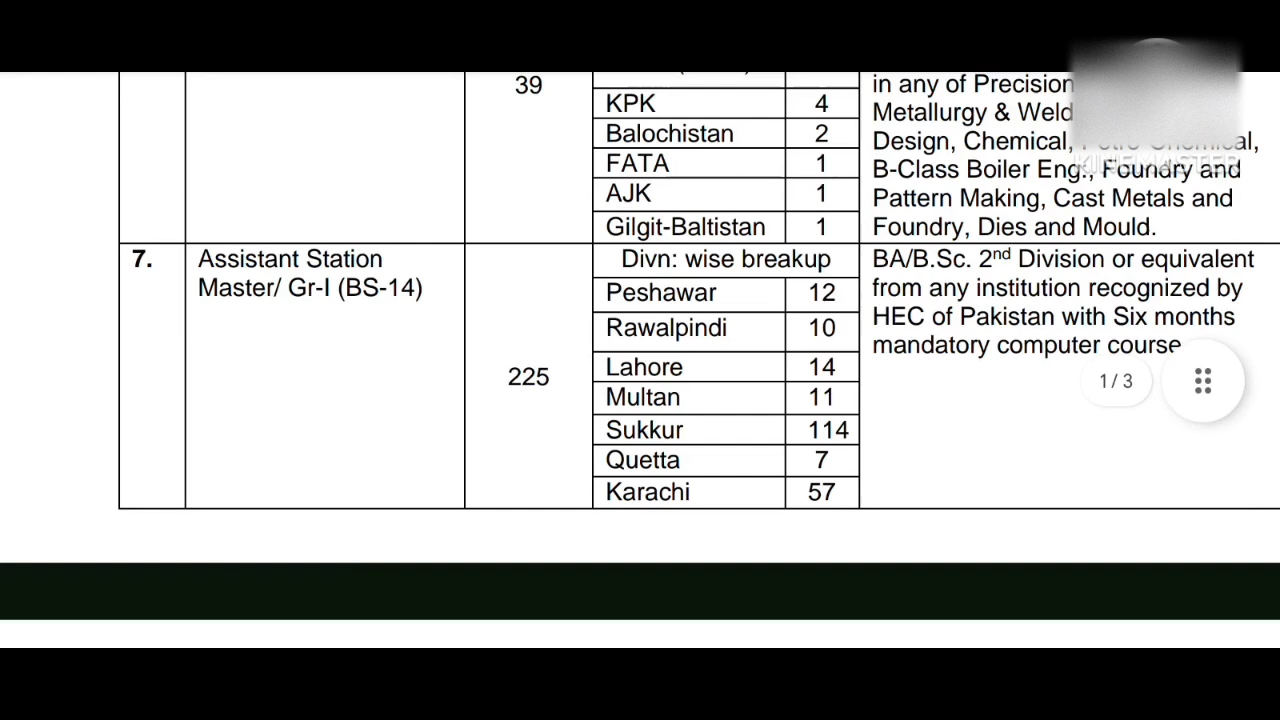 39
in any of Precision
KPK 4
Metallurgy & Weld
Balochistan 2
Design, Chemical, Petro Chemical,
FATA 1
B-Class Boiler Eng., Foundry and
AJK 1
Pattern Making, Cast Metals and
Gilgit-Baltistan 1
Foundry, Dies and Mould.
KINEMASTER
7. Assistant Station
Master/ Gr-I (BS-14)
225
Divn: wise breakup
Peshawar 12
Rawalpindi 10
Lahore 14
Multan 11
Sukkur 114
Quetta 7
Karachi 57
BA/B.Sc. 2nd Division or equivalent
from any institution recognized by
HEC of Pakistan with Six months
mandatory computer course
1 / 3